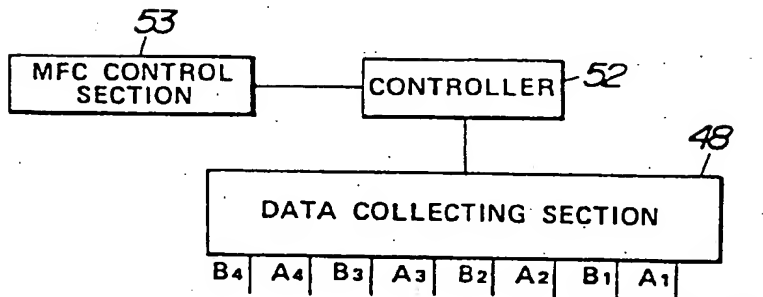 53
MFC CONTROL
SECTION
CONTROLLER
52
48
DATA COLLECTING SECTION
B4 A4 B3 A3 B2 A2 B1 A1